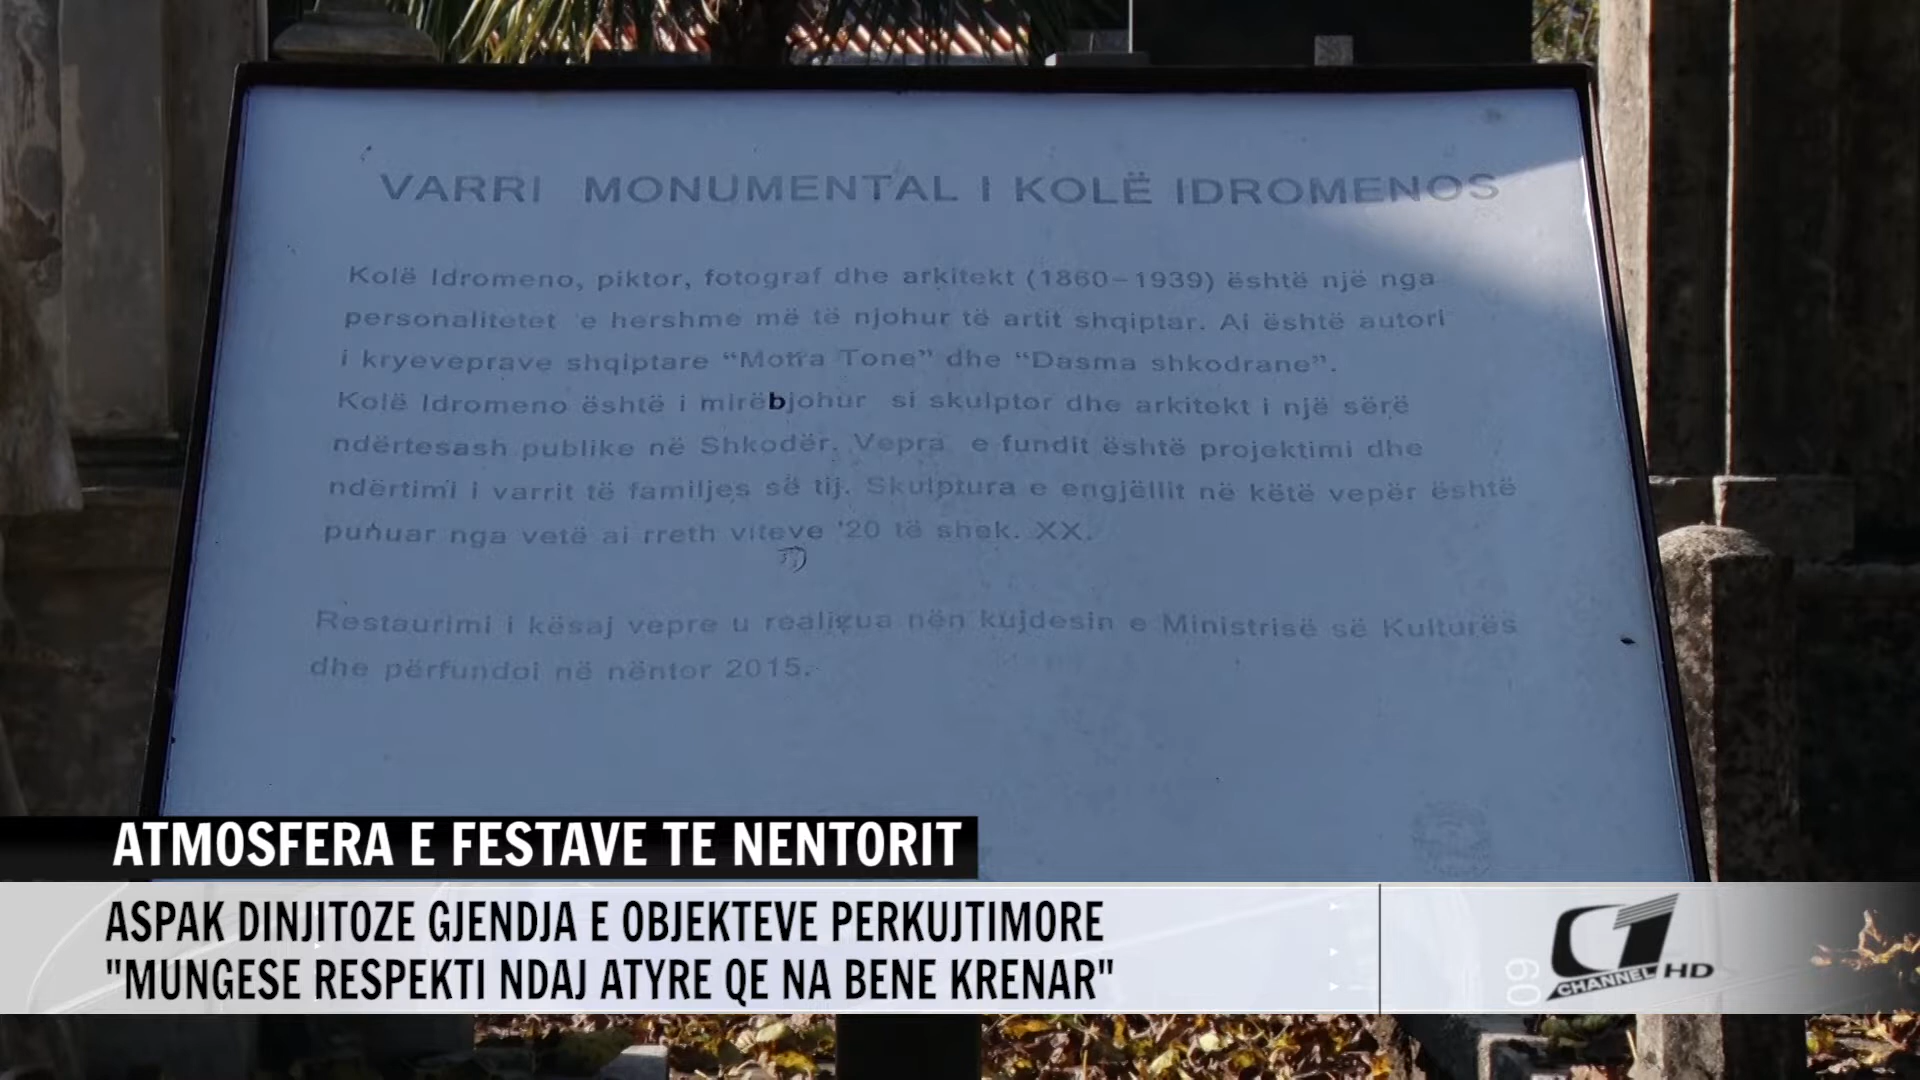 VARRI MONUMENTAL I KOLË IDROMENOS
Kolë Idromeno, piktor, fotograf dhe arkitekt (1860–1939) është një nga
personalitetet e hershme më të njohur të artit shqiptar. Ai është autori
i kryeveprave shqiptare “Motra Tone” dhe “Dasma shkodrane”.
Kolë Idromeno është i mirëbjohur si skulptor dhe arkitekt i një sërë
ndërtesash publike në Shkodër. Vepra e fundit është projektimi dhe
ndërtimi i varrit të familjes së tij. Skulptura e engjëllit në këtë vepër është
punuar nga vetë ai rreth viteve '20 të shek. XX.
Restaurimi i kësaj vepre u realizua nën kujdesin e Ministrisë së Kulturës
dhe përfundoi në nëntor 2015.
ATMOSFERA E FESTAVE TE NENTORIT
ASPAK DINJITOZE GJENDJA E OBJEKTEVE PERKUJTIMORE
"MUNGESE RESPEKTI NDAJ ATYRE QE NA BENE KRENAR"
09
C1
CHANNEL HD